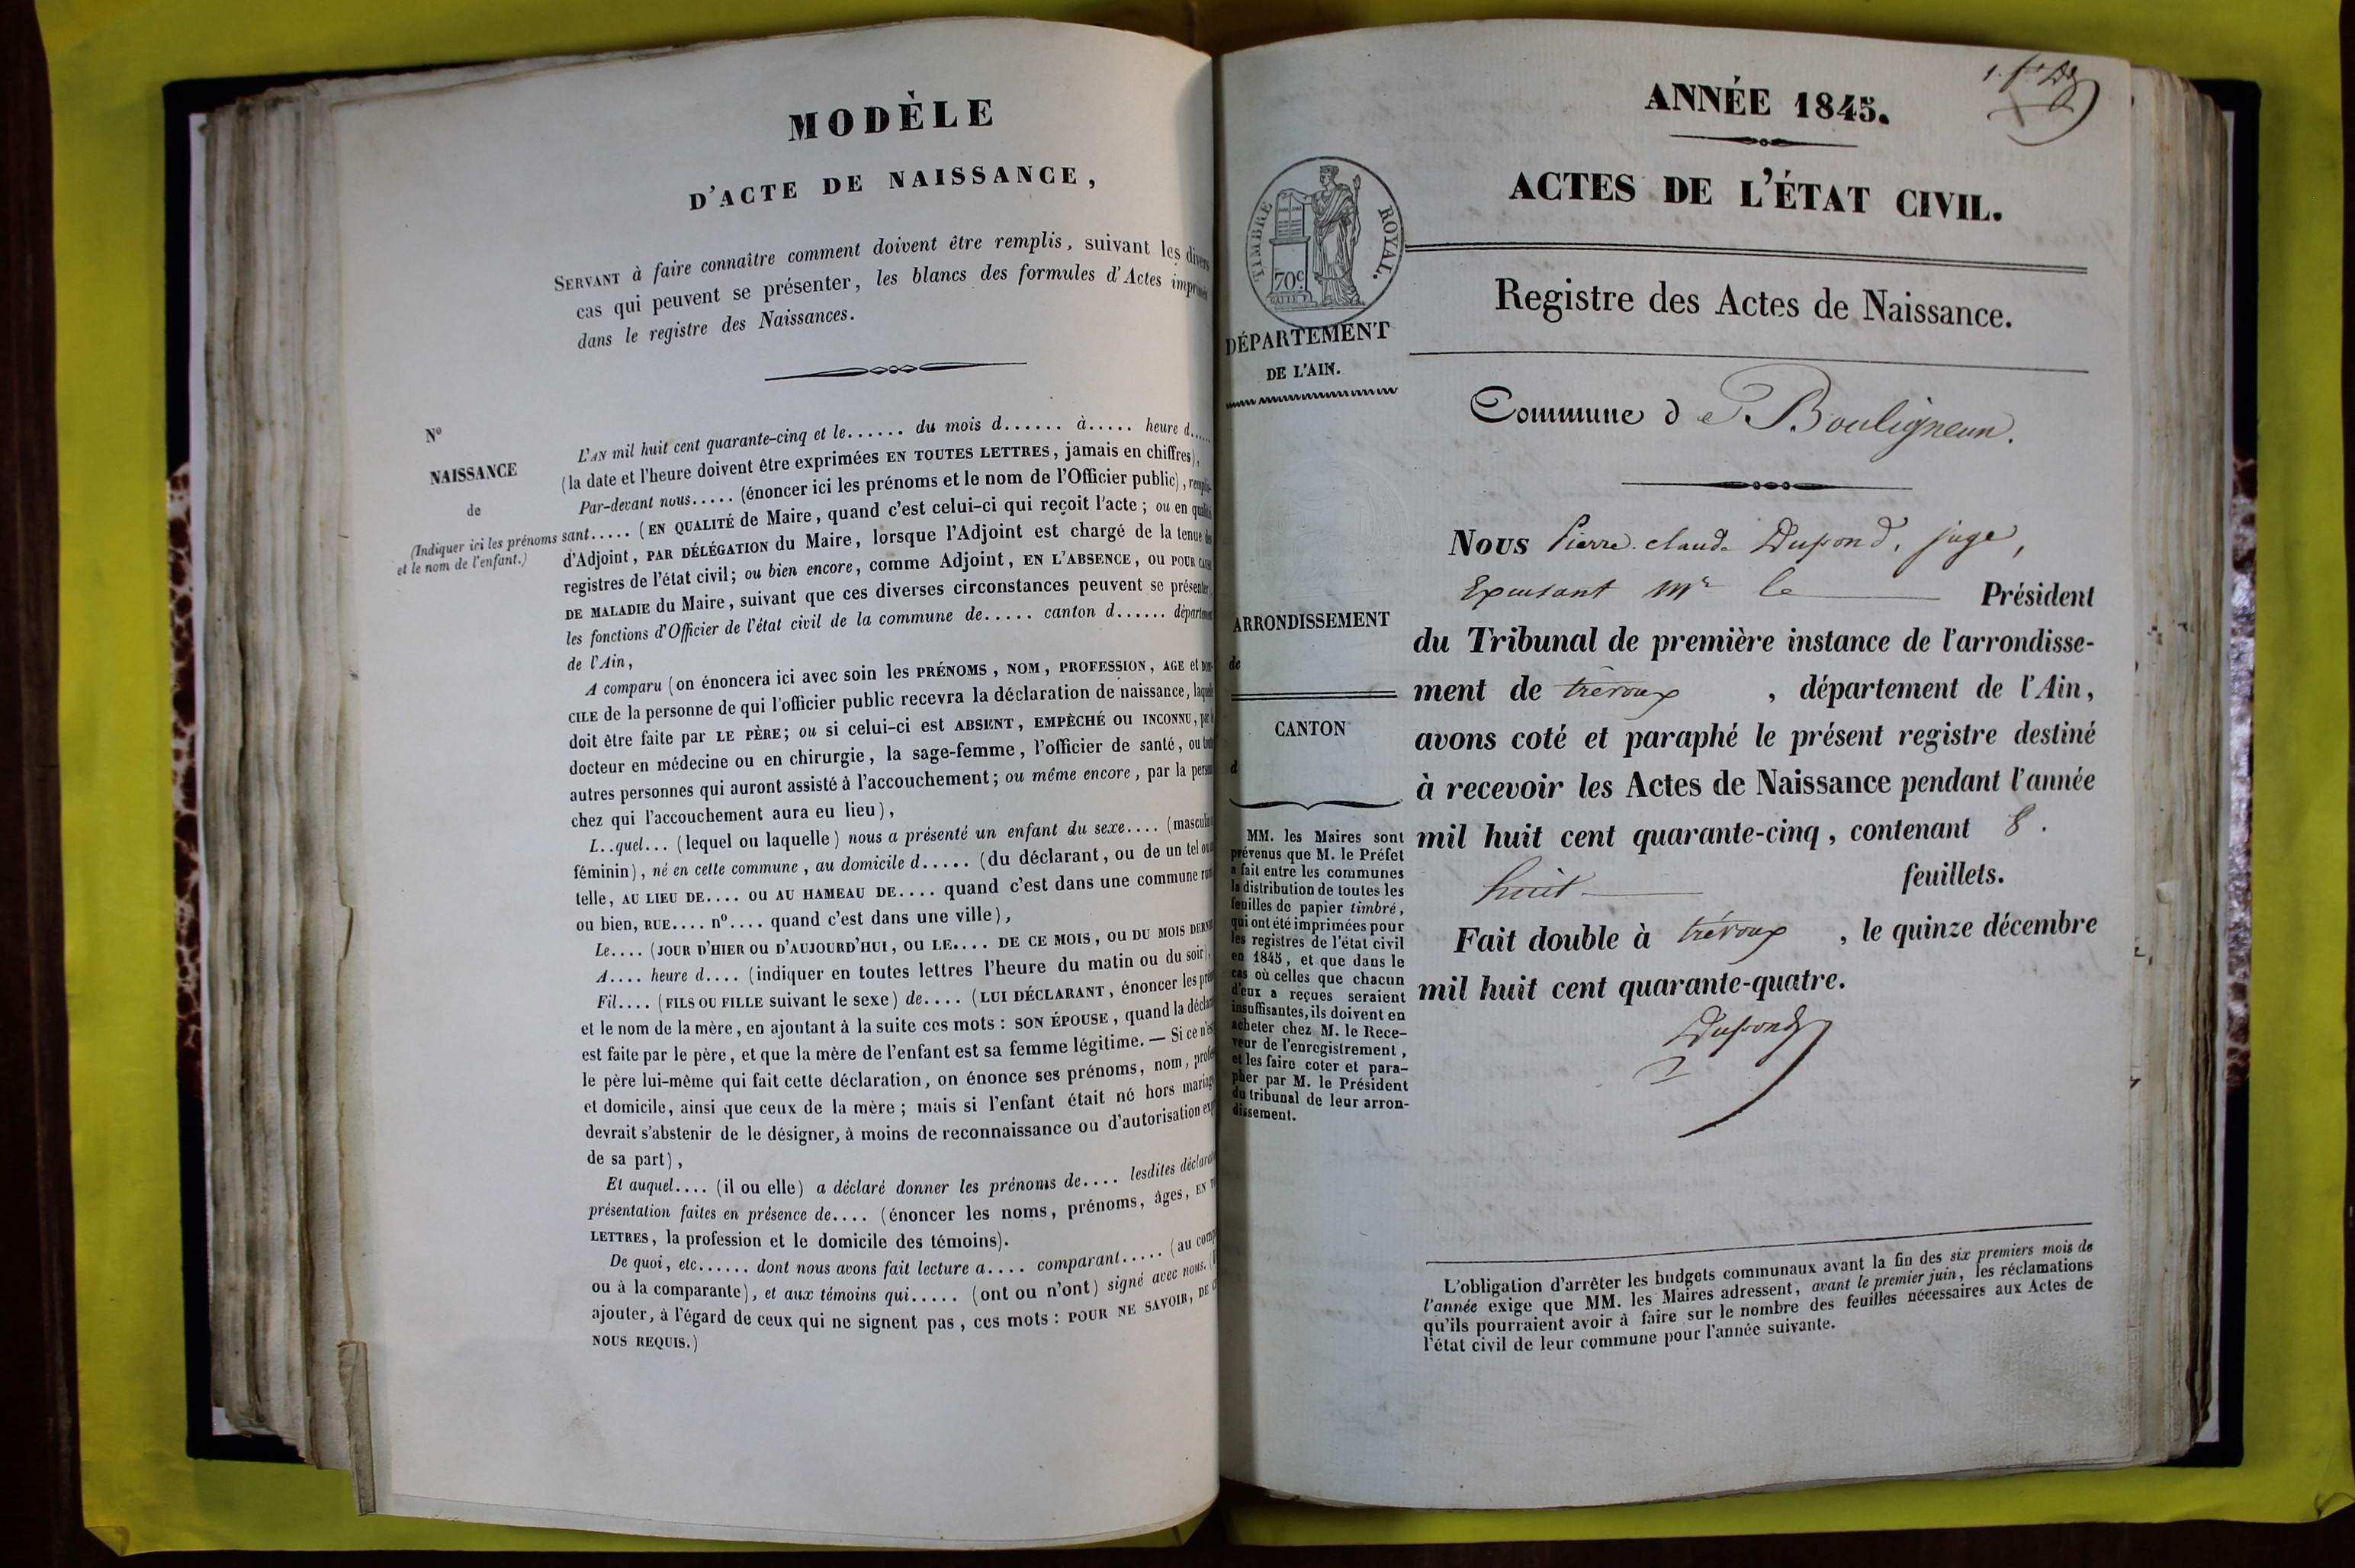 MODÈLE
D'ACTE DE NAISSANCE,
SERVANT à faire connaître comment doivent être remplis, suivant les divers
cas qui peuvent se présenter, les blancs des formules d'Actes imprimés
dans le registre des Naissances.
N°
NAISSANCE
de
(Indiquer ici les prénoms
et le nom de l'enfant.)
L'AN mil huit cent quarante-cinq et le...... du mois d...... à..... heure d.....
(la date et l'heure doivent être exprimées EN TOUTES LETTRES, jamais en chiffres),
Par-devant nous..... (énoncer ici les prénoms et le nom de l'Officier public), remplis-
sant..... (EN QUALITÉ de Maire, quand c'est celui-ci qui reçoit l'acte; ou en qualité
d'Adjoint, PAR DÉLÉGATION du Maire, lorsque l'Adjoint est chargé de la tenue des
registres de l'état civil; ou bien encore, comme Adjoint, EN L'ABSENCE, OU POUR CAUSE
DE MALADIE du Maire, suivant que ces diverses circonstances peuvent se présenter,
les fonctions d'Officier de l'état civil de la commune de..... canton d...... département
de l'Ain,
A comparu (on énoncera ici avec soin les PRÉNOMS, NOM, PROFESSION, AGE et DOMI-
CILE de la personne de qui l'officier public recevra la déclaration de naissance, laquelle
doit être faite par LE PÈRE; ou si celui-ci est ABSENT, EMPÊCHÉ OU INCONNU, par le
docteur en médecine ou en chirurgie, la sage-femme, l'officier de santé, ou toutes
autres personnes qui auront assisté à l'accouchement; ou même encore, par la personne
chez qui l'accouchement aura eu lieu),
L..quel... (lequel ou laquelle) nous a présenté un enfant du sexe.... (masculin
féminin), né en cette commune, au domicile d..... (du déclarant, ou de un tel ou
telle, AU LIEU DE.... OU AU HAMEAU DE.... quand c'est dans une commune
ou bien, RUE.... n°.... quand c'est dans une ville),
Le.... (JOUR D'HIER OU D'AUJOURD'HUI, OU LE.... DE CE MOIS, OU DU MOIS DERNIER
A.... heure d.... (indiquer en toutes lettres l'heure du matin ou du soir),
Fil.... (FILS OU FILLE suivant le sexe) de.... (LUI DÉCLARANT, énoncer les
et le nom de la mère, en ajoutant à la suite ces mots: SON ÉPOUSE, quand la
est faite par le père, et que la mère de l'enfant est sa femme légitime. — Si ce n'est
le père lui-même qui fait cette déclaration, on énonce ses prénoms, nom,
et domicile, ainsi que ceux de la mère; mais si l'enfant était né hors mariage
devrait s'abstenir de le désigner, à moins de reconnaissance ou d'autorisation
de sa part),
Et auquel.... (il ou elle) a déclaré donner les prénoms de.... lesdites
présentation faites en présence de.... (énoncer les noms, prénoms, âges, EN
LETTRES, la profession et le domicile des témoins).
De quoi, etc...... dont nous avons fait lecture a.... comparant..... (au
ou à la comparante), et aux témoins qui..... (ont ou n'ont) signé avec nous.
ajouter, à l'égard de ceux qui ne signent pas, ces mots: POUR NE SAVOIR, DE
NOUS REQUIS.)
ANNÉE 1845.
ACTES DE L'ÉTAT CIVIL.
TIMBRE ROYAL.
70c
Registre des Actes de Naissance.
DÉPARTEMENT
DE L'AIN.
Commune de Bouligneux.
Nous Pierre claude Dupond, juge,
Expensant Mr le Président
du Tribunal de première instance de l'arrondisse-
ment de trévoux, département de l'Ain,
avons coté et paraphé le présent registre destiné
à recevoir les Actes de Naissance pendant l'année
mil huit cent quarante-cinq, contenant 8.
huit feuillets.
Fait double à trévoux, le quinze décembre
mil huit cent quarante-quatre.
Dupond
ARRONDISSEMENT
de
CANTON
d
MM. les Maires sont
prévenus que M. le Préfet
a fait entre les communes
la distribution de toutes les
feuilles de papier timbré,
qui ont été imprimées pour
les registres de l'état civil
en 1845, et que dans le
cas où celles que chacun
d'eux a reçues seraient
insuffisantes, ils doivent en
acheter chez M. le Rece-
veur de l'enregistrement,
et les faire coter et para-
pher par M. le Président
du tribunal de leur arron-
dissement.
L'obligation d'arrêter les budgets communaux avant la fin des six premiers mois de
l'année exige que MM. les Maires adressent, avant le premier juin, les réclamations
qu'ils pourraient avoir à faire sur le nombre des feuilles nécessaires aux Actes de
l'état civil de leur commune pour l'année suivante.